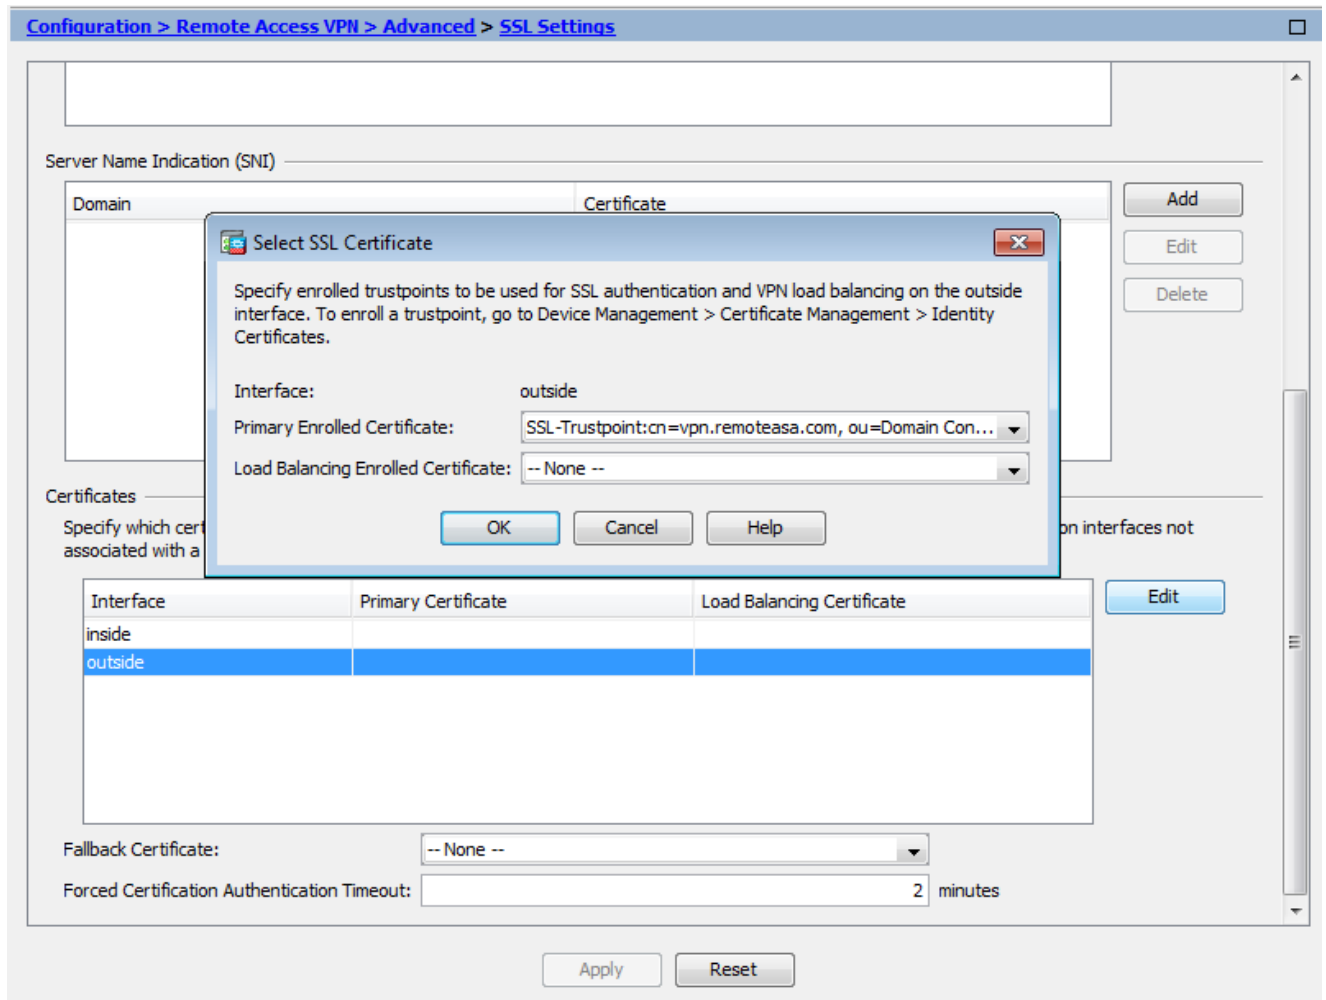 Configuration > Remote Access VPN > Advanced > SSL Settings
Server Name Indication (SNI)
Domain Certificate
Add
Edit
Delete
Select SSL Certificate
Specify enrolled trustpoints to be used for SSL authentication and VPN load balancing on the outside
interface. To enroll a trustpoint, go to Device Management > Certificate Management > Identity
Certificates.
Interface: outside
Primary Enrolled Certificate: SSL-Trustpoint:cn=vpn.remoteasa.com, ou=Domain Con...
Load Balancing Enrolled Certificate: -- None --
OK Cancel Help
Certificates
Specify which cert on interfaces not
associated with a
Interface Primary Certificate Load Balancing Certificate
Edit
inside
outside
Fallback Certificate: -- None --
Forced Certification Authentication Timeout: 2 minutes
Apply Reset